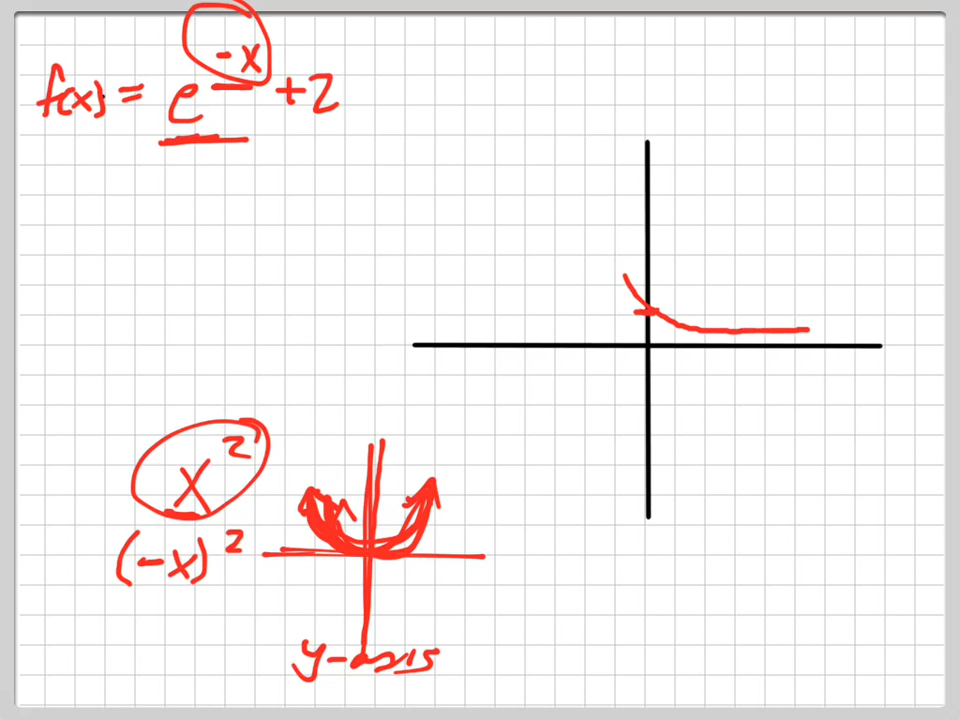 f(x) = e^{-x} + 2
x^2
(-x)^2
y-axis